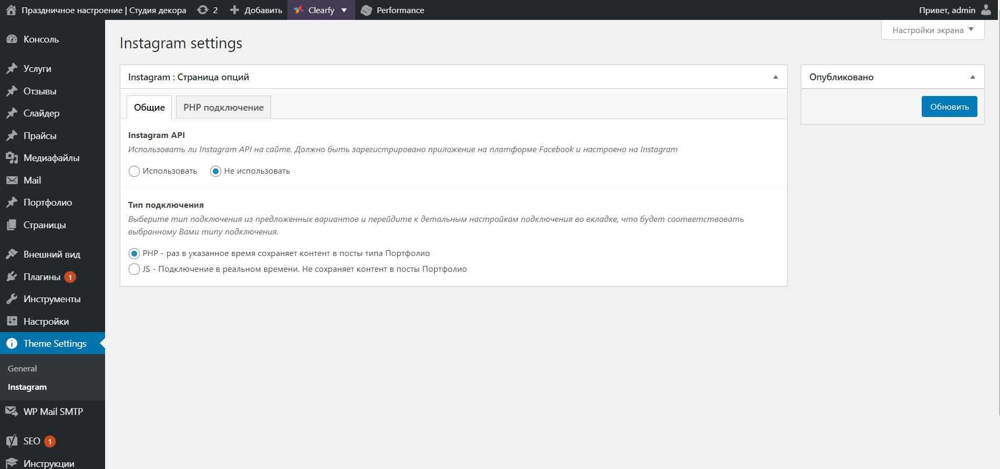 Праздничное настроение | Студия декора 2 Добавить Clearfy ▼ Performance Привет, admin
Настройки экрана ▼
Консоль
Услуги
Отзывы
Слайдер
Прайсы
Медиафайлы
Mail
Портфолио
Страницы
Внешний вид
Плагины 1
Инструменты
Настройки
Theme Settings
General
Instagram
WP Mail SMTP
SEO 1
Инструкции
Instagram settings
Instagram : Страница опций
Общие PHP подключение
Instagram API
Использовать ли Instagram API на сайте. Должно быть зарегистрировано приложение на платформе Facebook и настроено на Instagram
Использовать Не использовать
Тип подключения
Выберите тип подключения из предложенных вариантов и перейдите к детальным настройкам подключения во вкладке, что будет соответствовать
выбранному Вами типу подключения.
PHP - раз в указанное время сохраняет контент в посты типа Портфолио
JS - Подключение в реальном времени. Не сохраняет контент в посты Портфолио
Опубликовано
Обновить